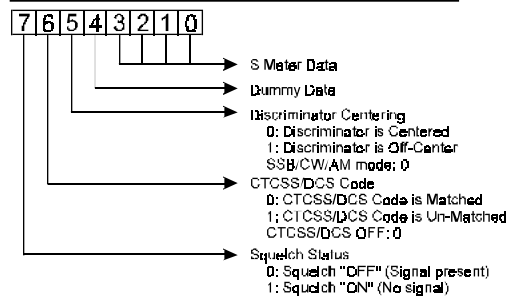 7 6 5 4 3 2 1 0
S Meter Data
Dummy Data
Discriminator Centering
0: Discriminator is Centered
1: Discriminator is Off-Center
SSB/CW/AM mode: 0
CTCSS/DCS Code
0: CTCSS/DCS Code is Matched
1: CTCSS/DCS Code is Un-Matched
CTCSS/DCS OFF: 0
Squelch Status
0: Squelch "OFF" (Signal present)
1: Squelch "ON" (No signal)